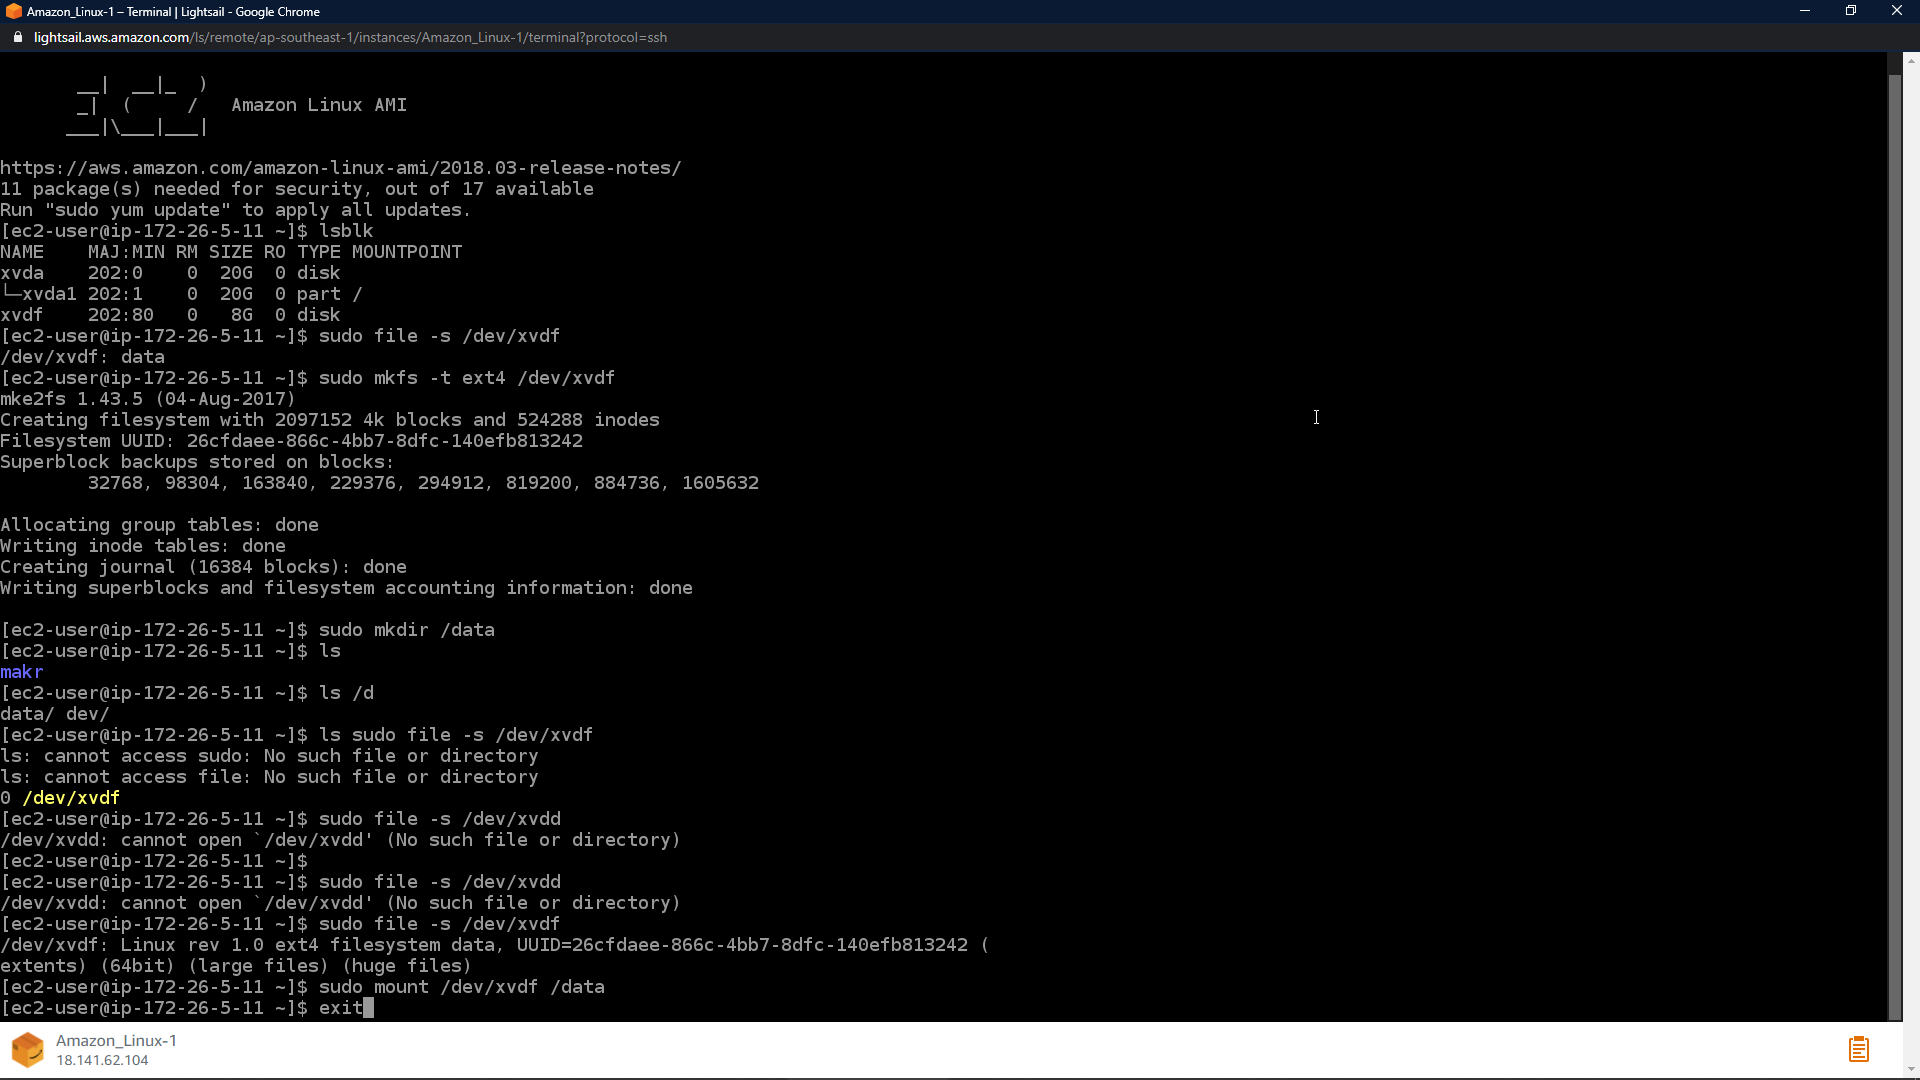 Amazon_Linux-1 – Terminal | Lightsail - Google Chrome
lightsail.aws.amazon.com/ls/remote/ap-southeast-1/instances/Amazon_Linux-1/terminal?protocol=ssh
       __|  __|_  )
       _|  (     /   Amazon Linux AMI
      ___|\___|___|
https://aws.amazon.com/amazon-linux-ami/2018.03-release-notes/
11 package(s) needed for security, out of 17 available
Run "sudo yum update" to apply all updates.
[ec2-user@ip-172-26-5-11 ~]$ lsblk
NAME    MAJ:MIN RM SIZE RO TYPE MOUNTPOINT
xvda    202:0    0  20G  0 disk
└─xvda1 202:1    0  20G  0 part /
xvdf    202:80   0   8G  0 disk
[ec2-user@ip-172-26-5-11 ~]$ sudo file -s /dev/xvdf
/dev/xvdf: data
[ec2-user@ip-172-26-5-11 ~]$ sudo mkfs -t ext4 /dev/xvdf
mke2fs 1.43.5 (04-Aug-2017)
Creating filesystem with 2097152 4k blocks and 524288 inodes
Filesystem UUID: 26cfdaee-866c-4bb7-8dfc-140efb813242
Superblock backups stored on blocks:
        32768, 98304, 163840, 229376, 294912, 819200, 884736, 1605632
Allocating group tables: done
Writing inode tables: done
Creating journal (16384 blocks): done
Writing superblocks and filesystem accounting information: done
[ec2-user@ip-172-26-5-11 ~]$ sudo mkdir /data
[ec2-user@ip-172-26-5-11 ~]$ ls
makr
[ec2-user@ip-172-26-5-11 ~]$ ls /d
data/ dev/
[ec2-user@ip-172-26-5-11 ~]$ ls sudo file -s /dev/xvdf
ls: cannot access sudo: No such file or directory
ls: cannot access file: No such file or directory
0 /dev/xvdf
[ec2-user@ip-172-26-5-11 ~]$ sudo file -s /dev/xvdd
/dev/xvdd: cannot open `/dev/xvdd' (No such file or directory)
[ec2-user@ip-172-26-5-11 ~]$
[ec2-user@ip-172-26-5-11 ~]$ sudo file -s /dev/xvdd
/dev/xvdd: cannot open `/dev/xvdd' (No such file or directory)
[ec2-user@ip-172-26-5-11 ~]$ sudo file -s /dev/xvdf
/dev/xvdf: Linux rev 1.0 ext4 filesystem data, UUID=26cfdaee-866c-4bb7-8dfc-140efb813242 (
extents) (64bit) (large files) (huge files)
[ec2-user@ip-172-26-5-11 ~]$ sudo mount /dev/xvdf /data
[ec2-user@ip-172-26-5-11 ~]$ exit
Amazon_Linux-1
18.141.62.104